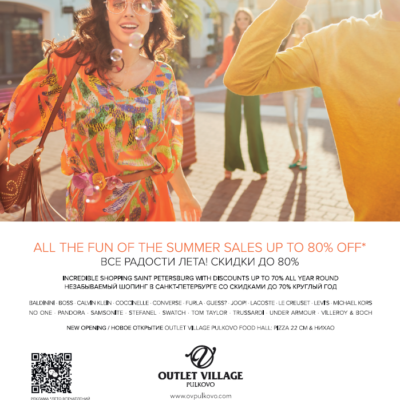 ALL THE FUN OF THE SUMMER SALES UP TO 80% OFF*
ВСЕ РАДОСТИ ЛЕТА! СКИДКИ ДО 80%
INCREDIBLE SHOPPING SAINT PETERSBURG WITH DISCOUNTS UP TO 70% ALL YEAR ROUND
НЕЗАБЫВАЕМЫЙ ШОПИНГ В САНКТ-ПЕТЕРБУРГЕ СО СКИДКАМИ ДО 70% КРУГЛЫЙ ГОД
BALDININI · BOSS · CALVIN KLEIN · COCCINELLE · CONVERSE · FURLA · GUESS? · JOOP! · LACOSTE · LE CREUSET · LEVI'S · MICHAEL KORS
NO ONE · PANDORA · SAMSONITE · STEFANEL · SWATCH · TOM TAYLOR · TRUSSARDI · UNDER ARMOUR · VILLEROY & BOCH
NEW OPENING / НОВОЕ ОТКРЫТИЕ OUTLET VILLAGE PULKOVO FOOD HALL: PIZZA 22 CM & НИХАО
OUTLET VILLAGE
PULKOVO
www.ovpulkovo.com